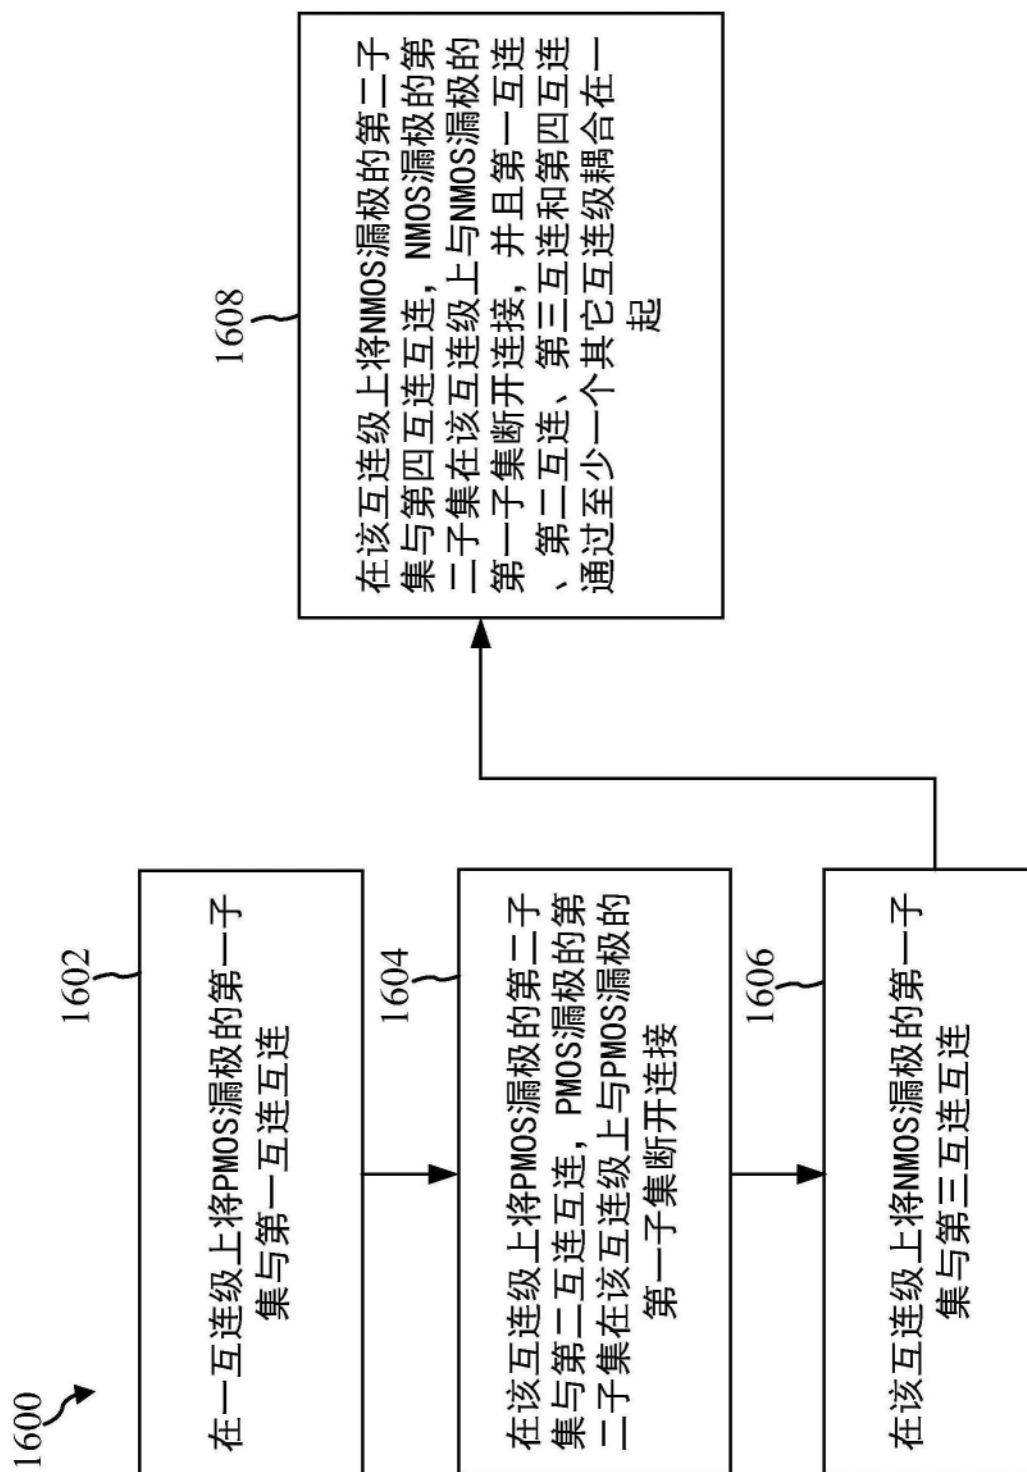 1600
1602
在一互连级上将PMOS漏极的第一子
集与第一互连互连
1604
在该互连级上将PMOS漏极的第二子
集与第二互连互连，PMOS漏极的第
二子集在该互连级上与PMOS漏极的
第一子集断开连接
1606
在该互连级上将NMOS漏极的第一子
集与第三互连互连
1608
在该互连级上将NMOS漏极的第二子
集与第四互连互连，NMOS漏极的第
二子集在该互连级上与NMOS漏极的
第一子集断开连接，并且第一互连
、第二互连、第三互连和第四互连
通过至少一个其它互连级耦合在一
起